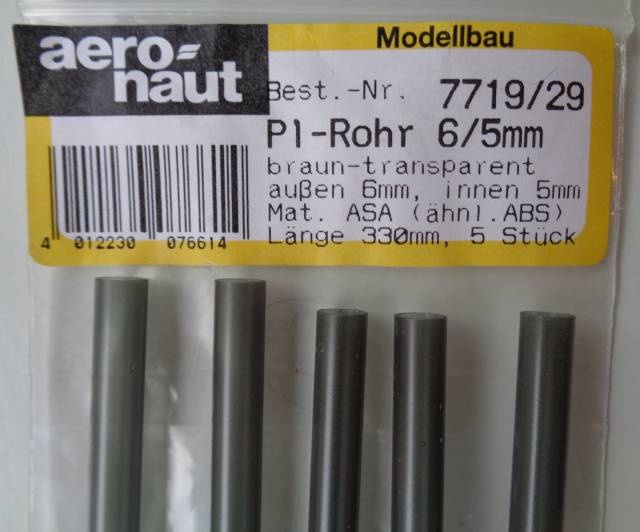 aero-
naut
Modellbau
Best.-Nr. 7719/29
Pl-Rohr 6/5mm
braun-transparent
außen 6mm, innen 5mm
Mat. ASA (ähnl.ABS)
Länge 330mm, 5 Stück
4 012230 076614